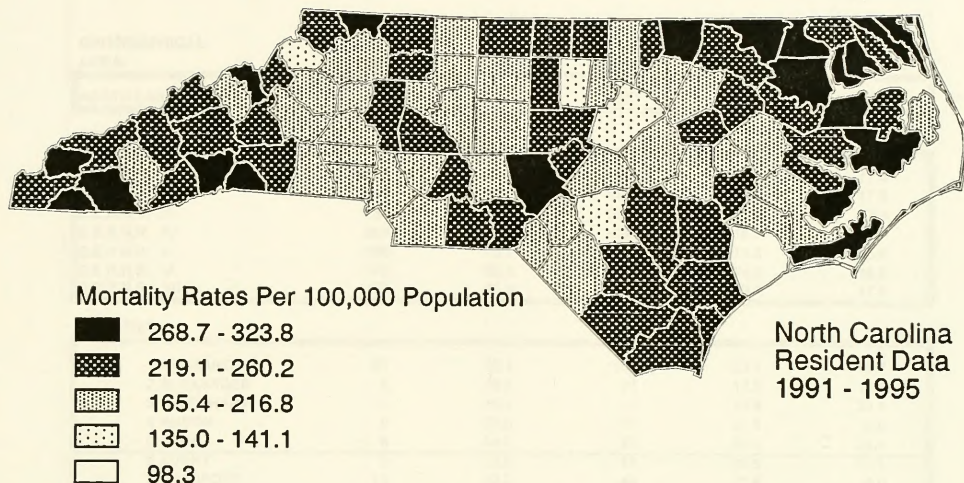 Mortality Rates Per 100,000 Population
268.7 - 323.8
219.1 - 260.2
165.4 - 216.8
135.0 - 141.1
98.3
North Carolina
Resident Data
1991 - 1995